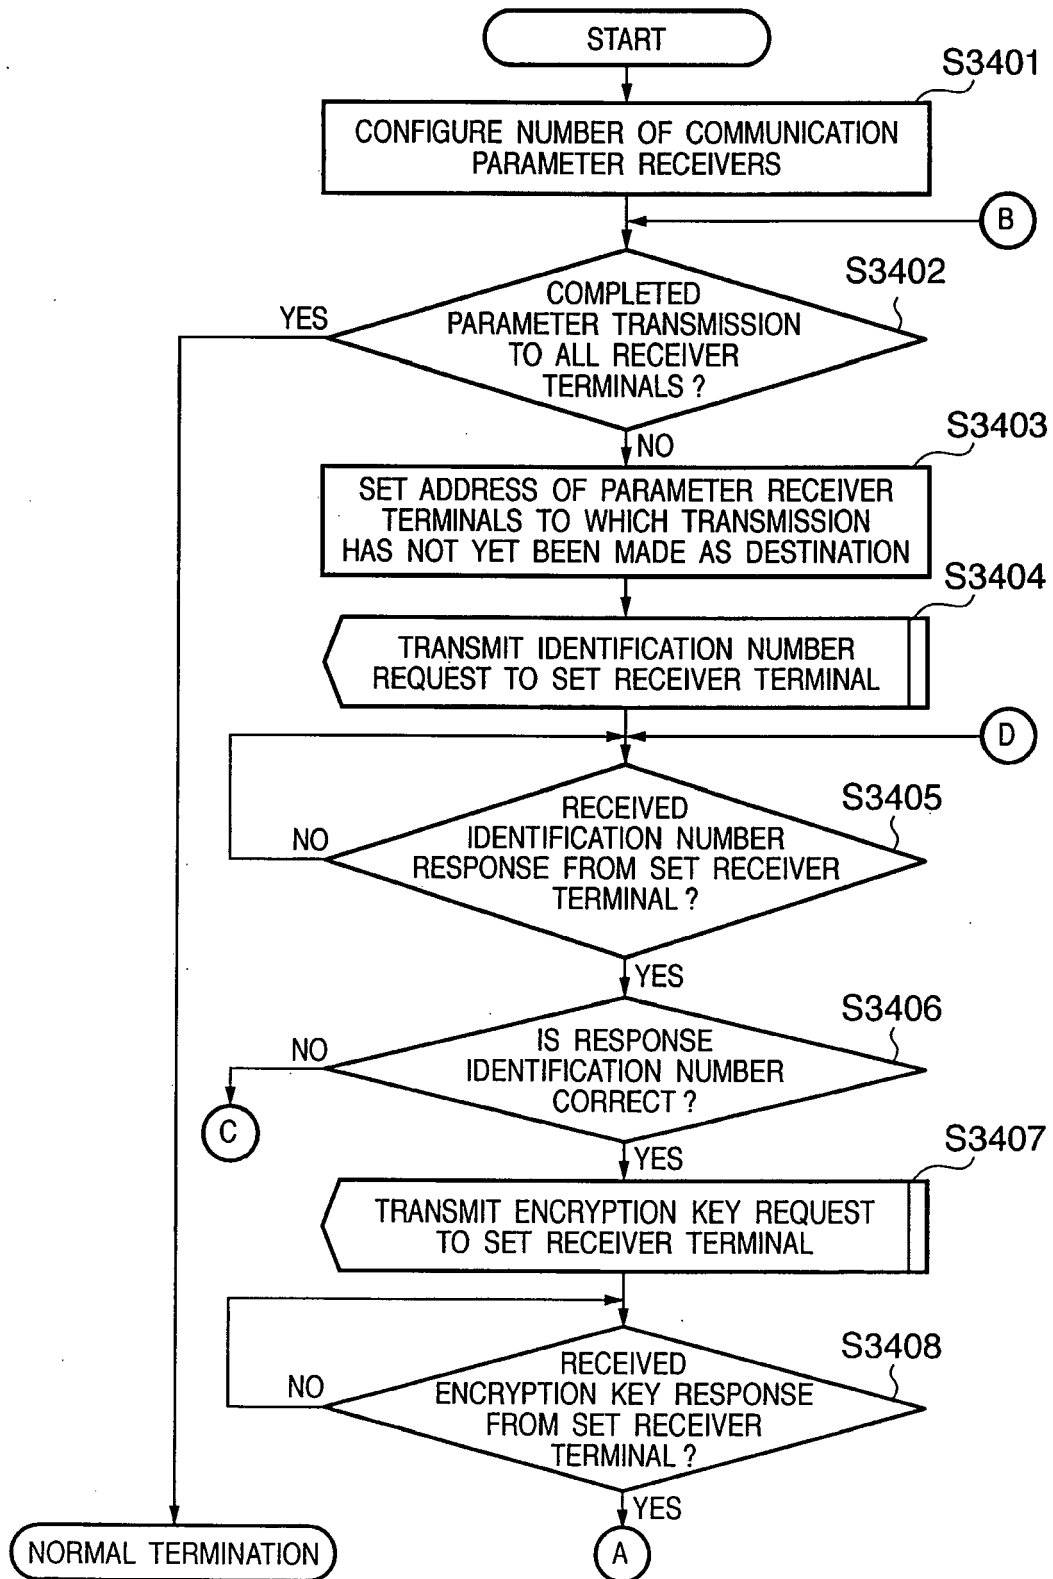 START
S3401
CONFIGURE NUMBER OF COMMUNICATION
PARAMETER RECEIVERS
B
S3402
COMPLETED
PARAMETER TRANSMISSION
TO ALL RECEIVER
TERMINALS ?
YES
NO
S3403
SET ADDRESS OF PARAMETER RECEIVER
TERMINALS TO WHICH TRANSMISSION
HAS NOT YET BEEN MADE AS DESTINATION
S3404
TRANSMIT IDENTIFICATION NUMBER
REQUEST TO SET RECEIVER TERMINAL
D
S3405
RECEIVED
IDENTIFICATION NUMBER
RESPONSE FROM SET RECEIVER
TERMINAL ?
NO
YES
S3406
IS RESPONSE
IDENTIFICATION NUMBER
CORRECT ?
NO
C
YES
S3407
TRANSMIT ENCRYPTION KEY REQUEST
TO SET RECEIVER TERMINAL
S3408
RECEIVED
ENCRYPTION KEY RESPONSE
FROM SET RECEIVER
TERMINAL ?
NO
YES
NORMAL TERMINATION
A